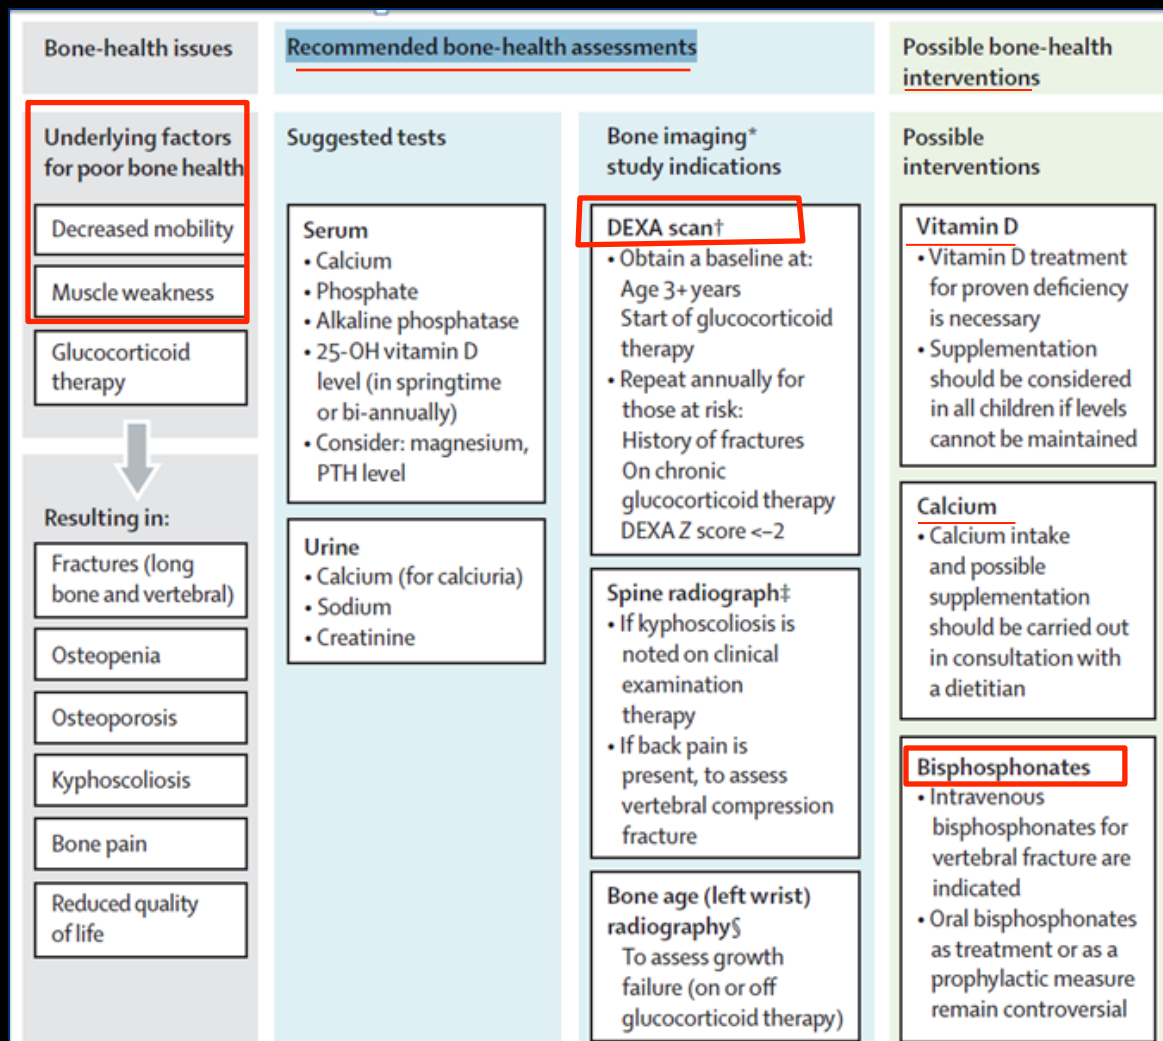 Bone-health issues
Underlying factors
for poor bone health
Decreased mobility
Muscle weakness
Glucocorticoid
therapy
Resulting in:
Fractures (long
bone and vertebral)
Osteopenia
Osteoporosis
Kyphoscoliosis
Bone pain
Reduced quality
of life
Recommended bone-health assessments
Suggested tests
Serum
• Calcium
• Phosphate
• Alkaline phosphatase
• 25-OH vitamin D
level (in springtime
or bi-annually)
• Consider: magnesium,
PTH level
Urine
• Calcium (for calciuria)
• Sodium
• Creatinine
Bone imaging*
study indications
DEXA scan†
• Obtain a baseline at:
Age 3+ years
Start of glucocorticoid
therapy
• Repeat annually for
those at risk:
History of fractures
On chronic
glucocorticoid therapy
DEXA Z score <–2
Spine radiograph‡
• If kyphoscoliosis is
noted on clinical
examination
therapy
• If back pain is
present, to assess
vertebral compression
fracture
Bone age (left wrist)
radiography§
To assess growth
failure (on or off
glucocorticoid therapy)
Possible bone-health
interventions
Possible
interventions
Vitamin D
• Vitamin D treatment
for proven deficiency
is necessary
• Supplementation
should be considered
in all children if levels
cannot be maintained
Calcium
• Calcium intake
and possible
supplementation
should be carried out
in consultation with
a dietitian
Bisphosphonates
• Intravenous
bisphosphonates for
vertebral fracture are
indicated
• Oral bisphosphonates
as treatment or as a
prophylactic measure
remain controversial